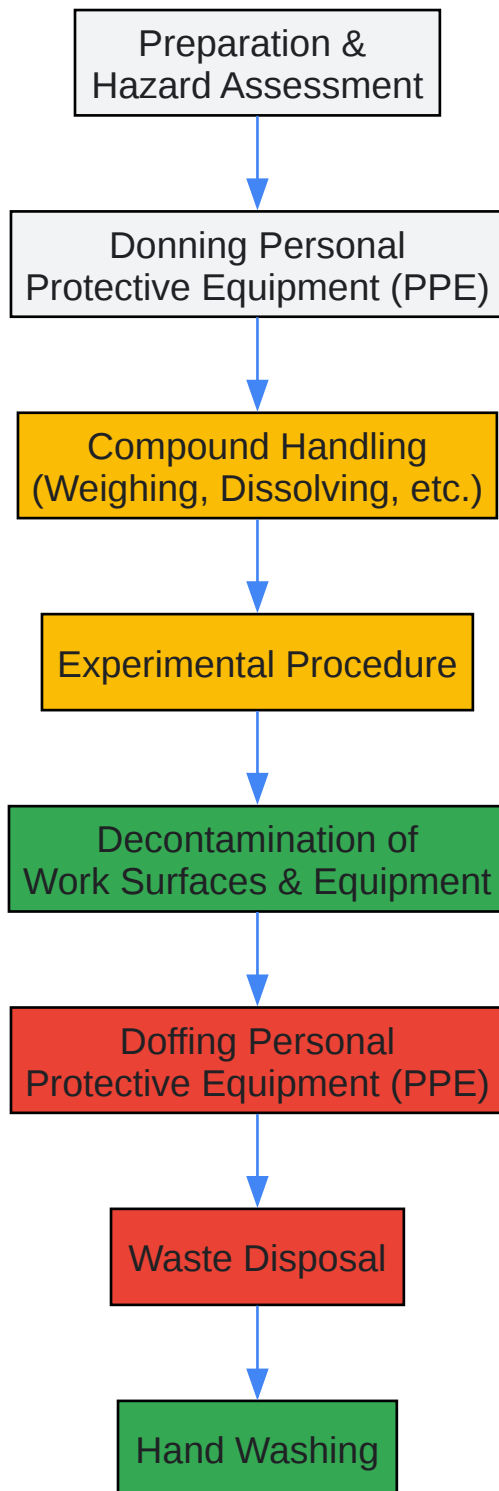 Preparation &
Hazard Assessment
Donning Personal
Protective Equipment (PPE)
Compound Handling
(Weighing, Dissolving, etc.)
Experimental Procedure
Decontamination of
Work Surfaces & Equipment
Doffing Personal
Protective Equipment (PPE)
Waste Disposal
Hand Washing